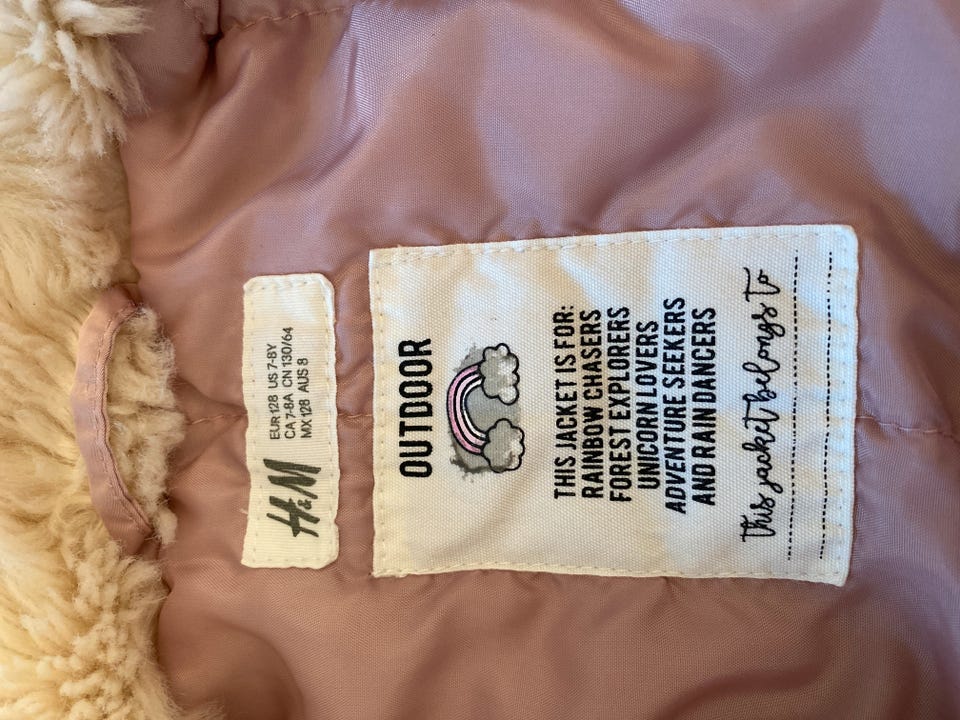 H&M
EUR 128 US 7-8Y
CA 7-8A CN 130/64
MX 128 AUS 8
OUTDOOR
THIS JACKET IS FOR:
RAINBOW CHASERS
FOREST EXPLORERS
UNICORN LOVERS
ADVENTURE SEEKERS
AND RAIN DANCERS
this jacket belongs to